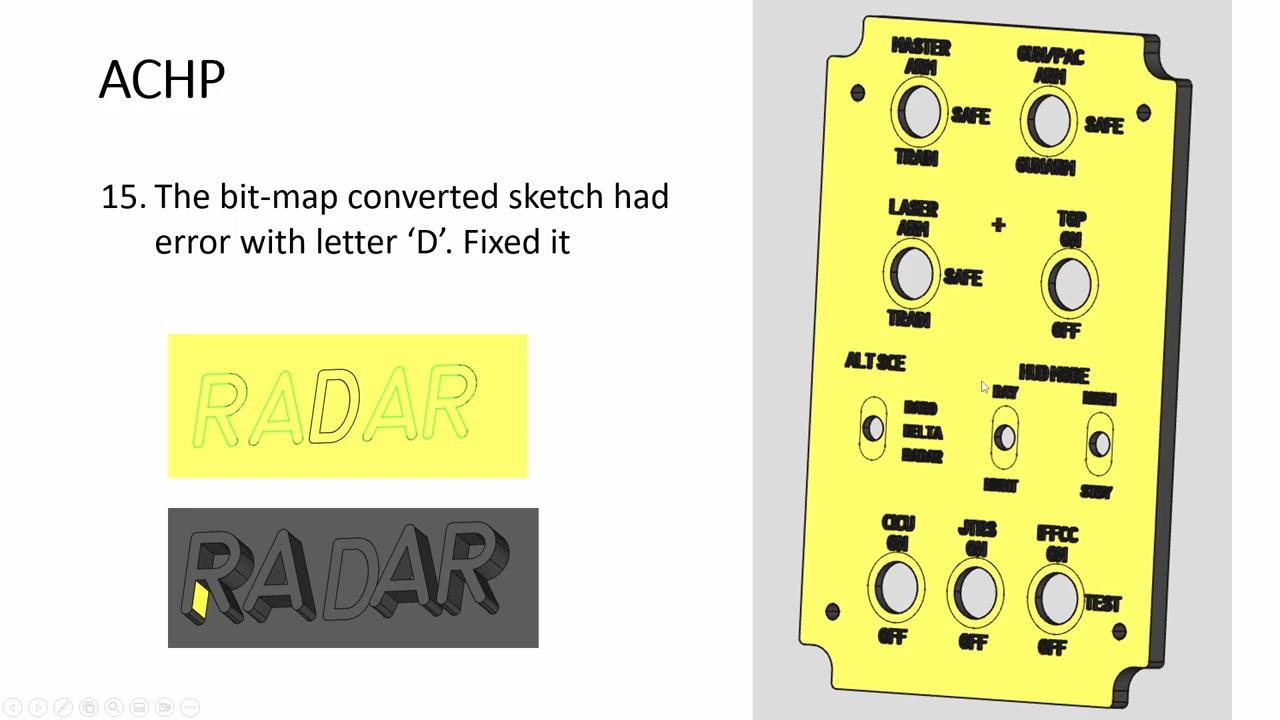 ACHP
15. The bit-map converted sketch had
error with letter ‘D’. Fixed it
RADAR
RADAR
MASTER
ARM
SAFE
TRAIN
GUN/PAC
ARM
SAFE
GUNARM
LASER
ARM
SAFE
TRAIN
+
TGP
ON
OFF
ALT SCE
BARO
DELTA
RADAR
HUD MODE
DAY
NIGHT
NORM
STBY
CICU
ON
OFF
JTRS
ON
OFF
IFFCC
ON
TEST
OFF